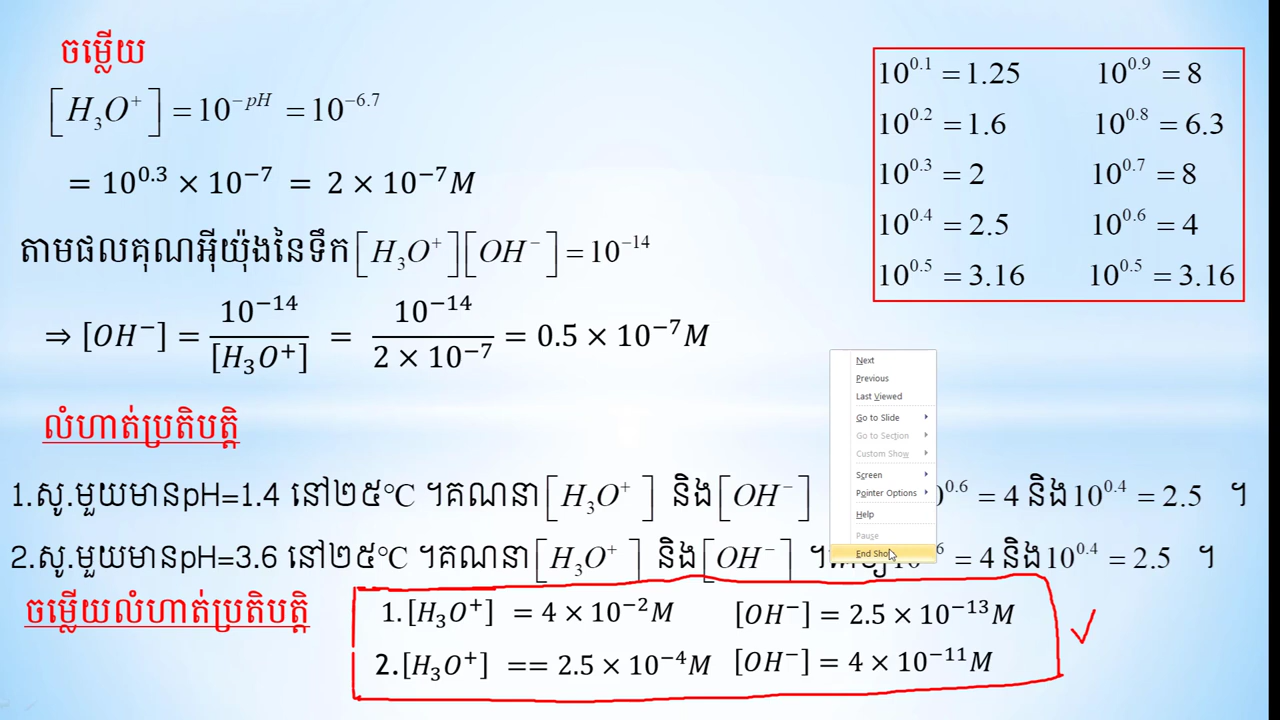 ចម្លើយ
[H₃O⁺] = 10^−pH = 10^−6.7
= 10^0.3 × 10^−7 = 2 × 10^−7 M
តាមផលគុណអ៊ីយ៉ុងនៃទឹក [H₃O⁺][OH⁻] = 10^−14
⇒ [OH⁻] = 10^−14 / [H₃O⁺] = 10^−14 / (2 × 10^−7) = 0.5 × 10^−7 M
10^0.1 = 1.25 10^0.9 = 8
10^0.2 = 1.6 10^0.8 = 6.3
10^0.3 = 2 10^0.7 = 8
10^0.4 = 2.5 10^0.6 = 4
10^0.5 = 3.16 10^0.5 = 3.16
Next
Previous
Last Viewed
Go to Slide
Go to Section
Custom Show
Screen
Pointer Options
Help
Pause
End Show
លំហាត់ប្រតិបត្តិ
1.សូ.មួយមានpH=1.4 នៅ២៥°C ។គណនា [H₃O⁺] និង [OH⁻] 0^0.6 = 4 និង 10^0.4 = 2.5 ។
2.សូ.មួយមានpH=3.6 នៅ២៥°C ។គណនា [H₃O⁺] និង [OH⁻] ។ 10^0.6 = 4 និង 10^0.4 = 2.5 ។
ចម្លើយលំហាត់ប្រតិបត្តិ
1.[H₃O⁺] = 4 × 10^−2 M [OH⁻] = 2.5 × 10^−13 M
2.[H₃O⁺] == 2.5 × 10^−4 M [OH⁻] = 4 × 10^−11 M